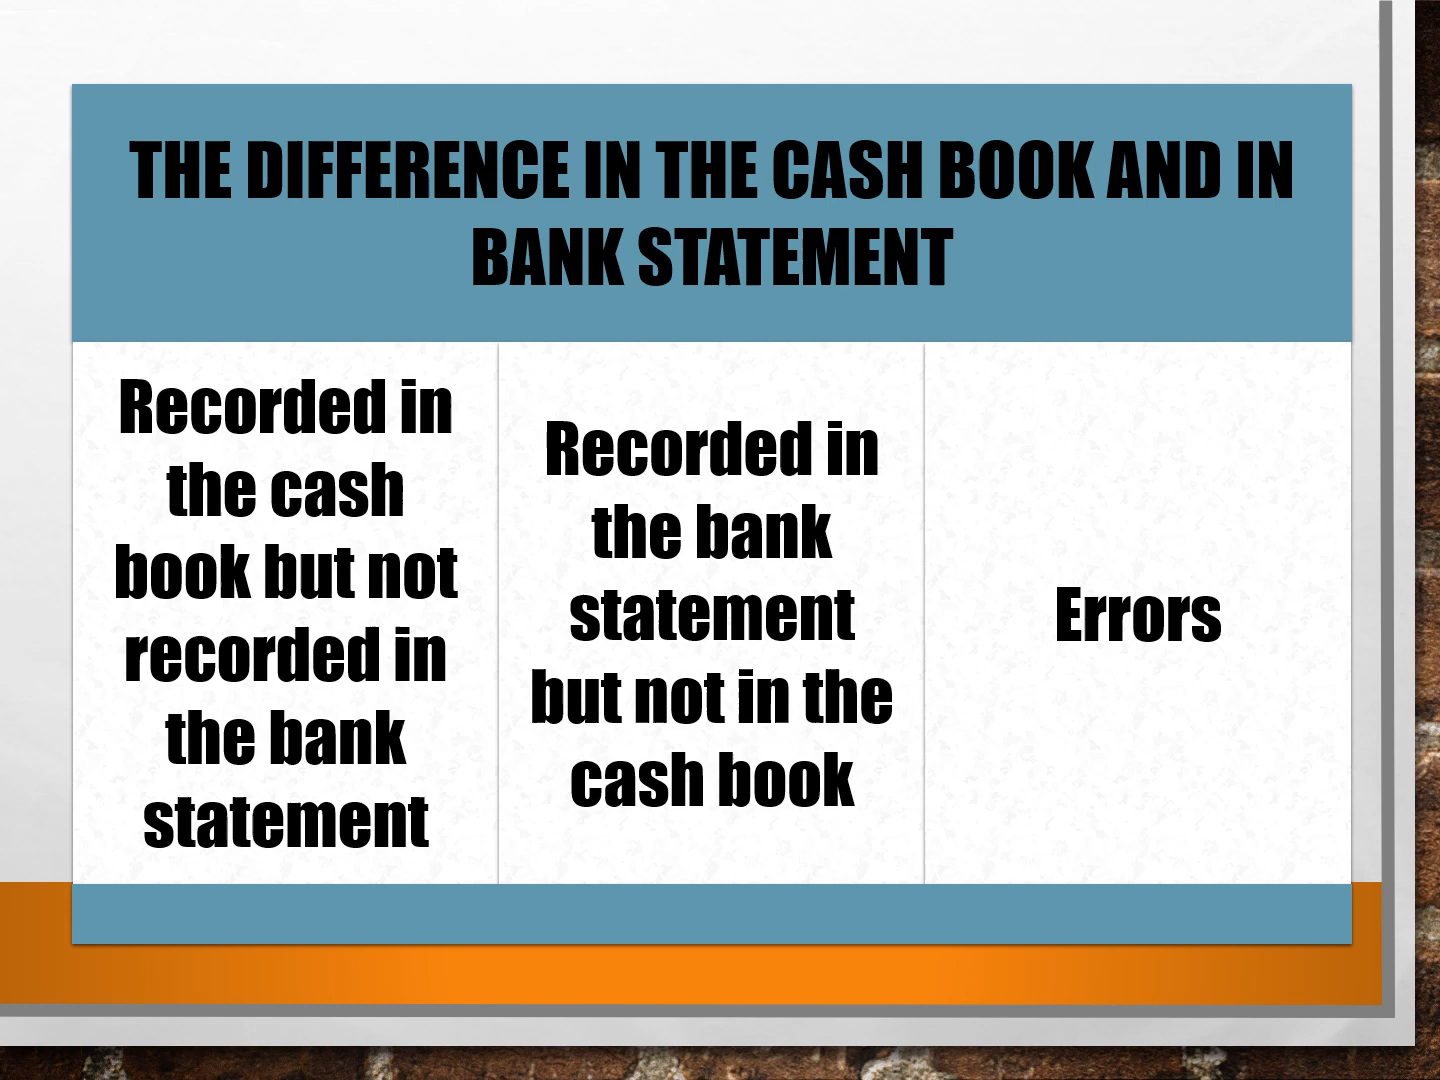 THE DIFFERENCE IN THE CASH BOOK AND IN
BANK STATEMENT
Recorded in
the cash
book but not
recorded in
the bank
statement
Recorded in
the bank
statement
but not in the
cash book
Errors